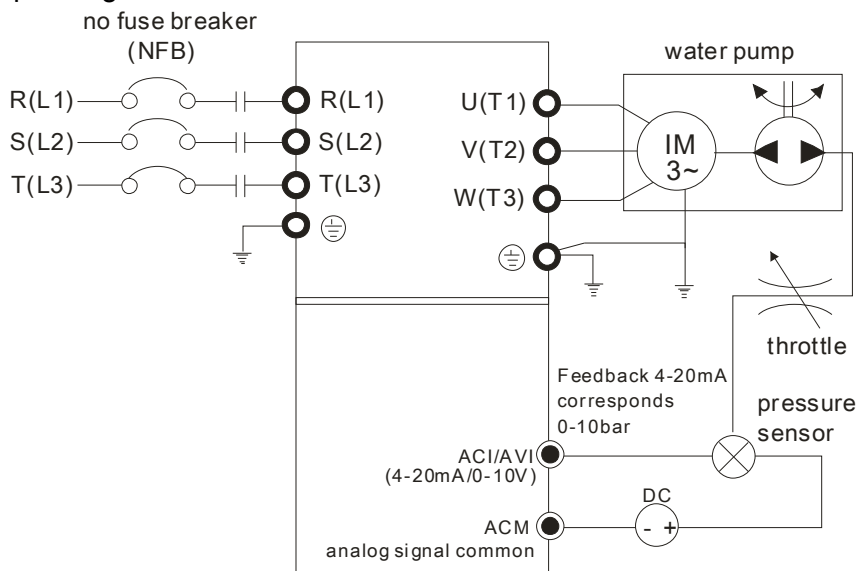 no fuse breaker
(NFB)
R(L1)
S(L2)
T(L3)
R(L1)
S(L2)
T(L3)
U(T1)
V(T2)
W(T3)
water pump
IM
3~
throttle
Feedback 4-20mA
corresponds
0-10bar
pressure
sensor
ACI/AVI
(4-20mA/0-10V)
DC
- +
ACM
analog signal common